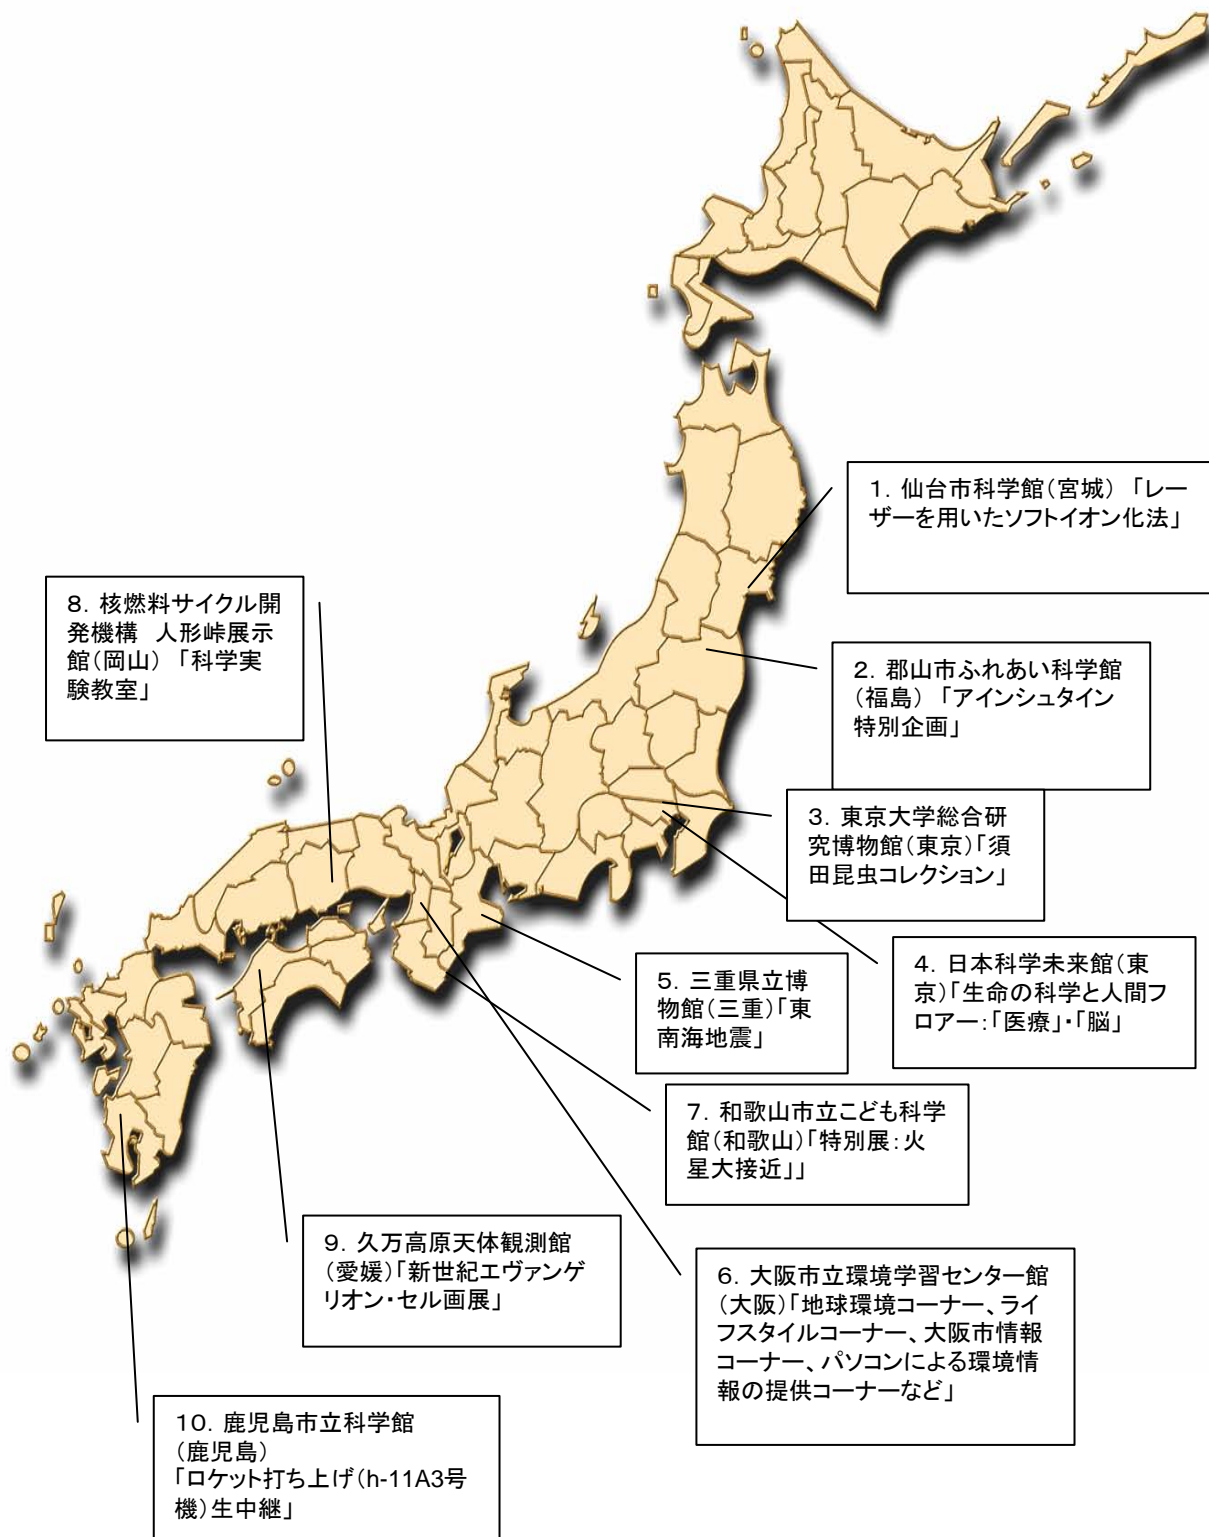 1. 仙台市科学館(宮城) 「レー
ザーを用いたソフトイオン化法」
8. 核燃料サイクル開
発機構 人形峠展示
館(岡山) 「科学実
験教室」
2. 郡山市ふれあい科学館
(福島) 「アインシュタイン
特別企画」
3. 東京大学総合研
究博物館(東京)「須
田昆虫コレクション」
4. 日本科学未来館(東
京)「生命の科学と人間フ
ロアー:「医療」・「脳」
5. 三重県立博
物館(三重)「東
南海地震」
7. 和歌山市立こども科学
館(和歌山)「特別展:火
星大接近」」
9. 久万高原天体観測館
(愛媛)「新世紀エヴァンゲ
リオン・セル画展」
6. 大阪市立環境学習センター館
(大阪)「地球環境コーナー、ライ
フスタイルコーナー、大阪市情報
コーナー、パソコンによる環境情
報の提供コーナーなど」
10. 鹿児島市立科学館
(鹿児島)
「ロケット打ち上げ(h-11A3号
機)生中継」